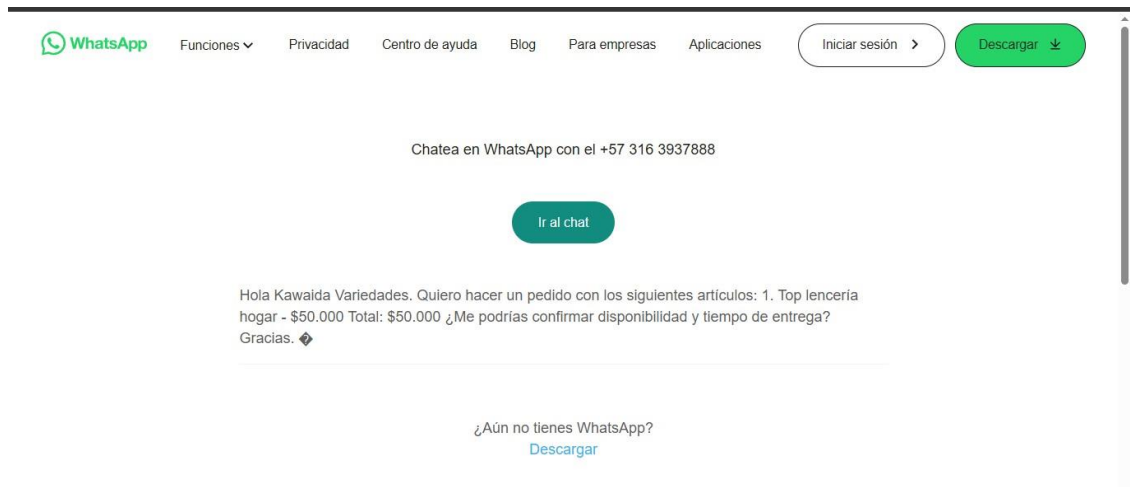 WhatsApp Funciones Privacidad Centro de ayuda Blog Para empresas Aplicaciones Iniciar sesión Descargar
Chatea en WhatsApp con el +57 316 3937888
Ir al chat
Hola Kawaida Variedades. Quiero hacer un pedido con los siguientes artículos: 1. Top lencería
hogar - $50.000 Total: $50.000 ¿Me podrías confirmar disponibilidad y tiempo de entrega?
Gracias. �
¿Aún no tienes WhatsApp?
Descargar